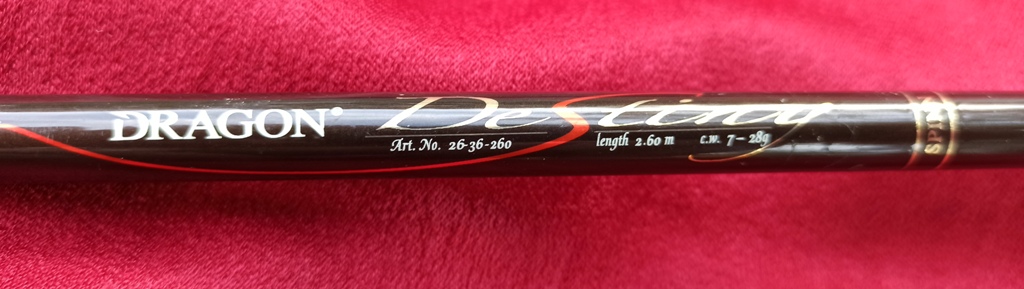 DRAGON®
Destiny
Art. No. 26-36-260 length 2.60 m c.w. 7 – 28g